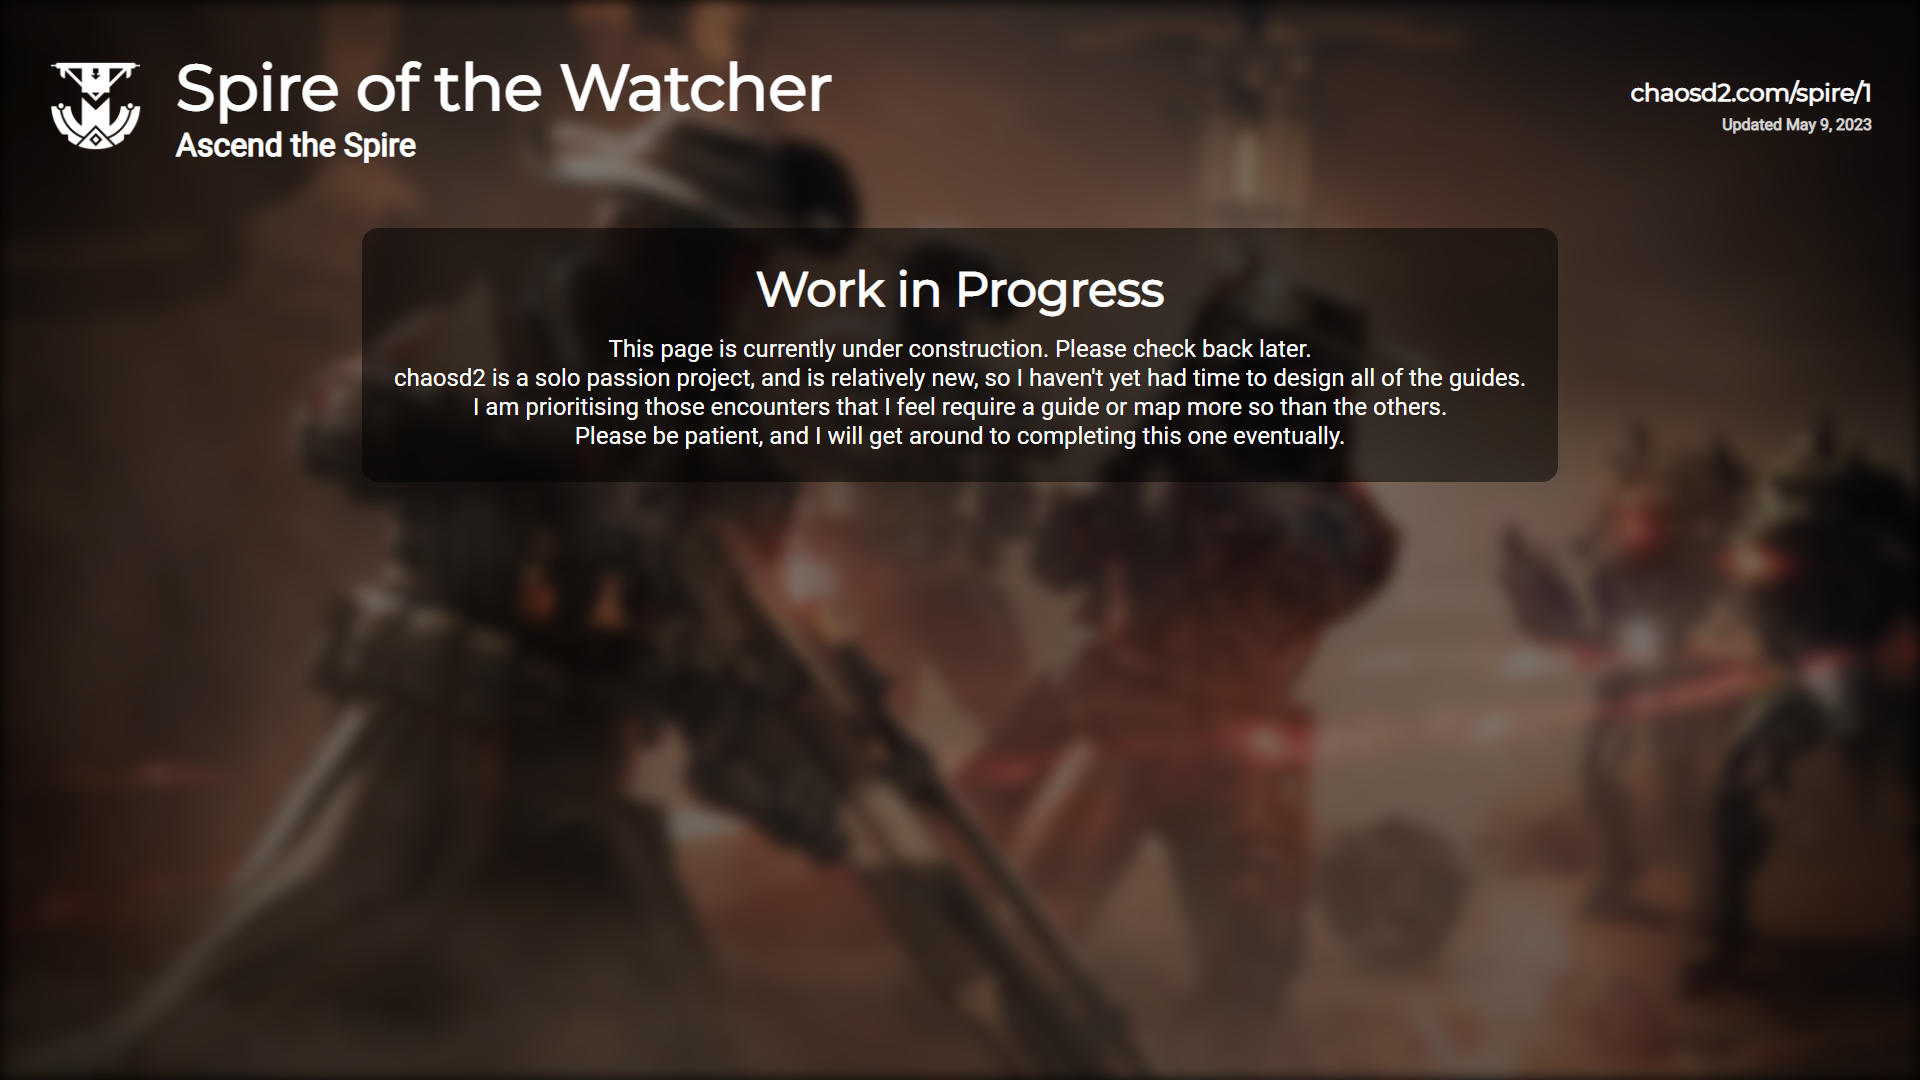 Spire of the Watcher
Ascend the Spire
chaosd2.com/spire/1
Updated May 9, 2023
Work in Progress
This page is currently under construction. Please check back later.
chaosd2 is a solo passion project, and is relatively new, so I haven't yet had time to design all of the guides.
I am prioritising those encounters that I feel require a guide or map more so than the others.
Please be patient, and I will get around to completing this one eventually.